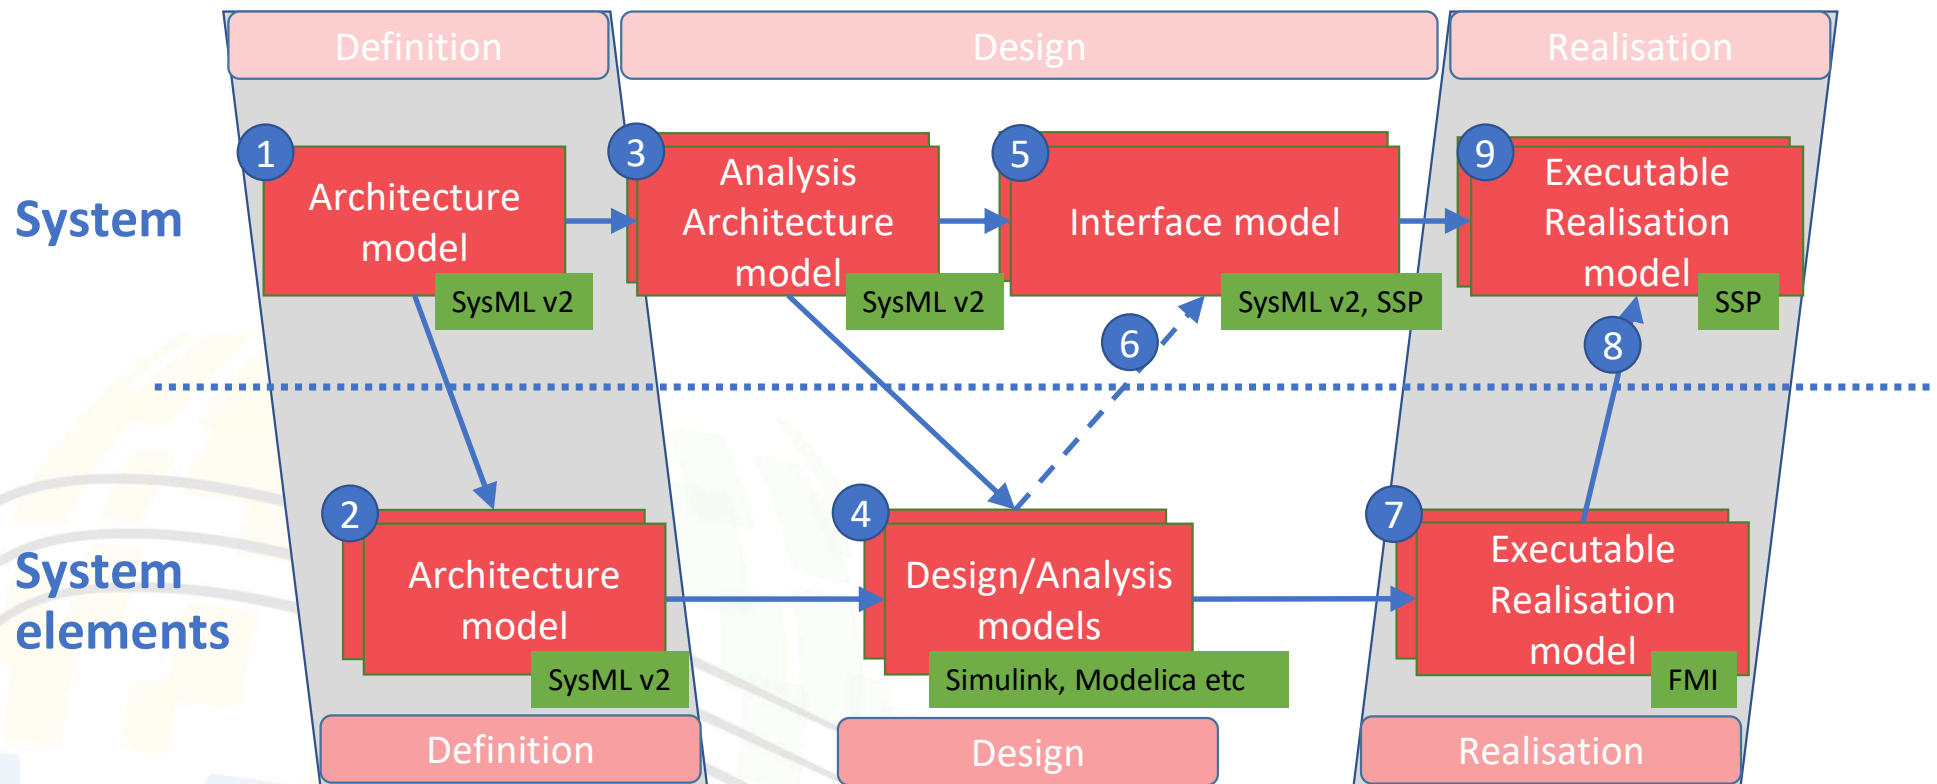 Definition
Design
Realisation
System
1
Architecture
model
SysML v2
3
Analysis
Architecture
model
SysML v2
5
Interface model
SysML v2, SSP
9
Executable
Realisation
model
SSP
6
8
System
elements
2
Architecture
model
SysML v2
4
Design/Analysis
models
Simulink, Modelica etc
7
Executable
Realisation
model
FMI
Definition
Design
Realisation